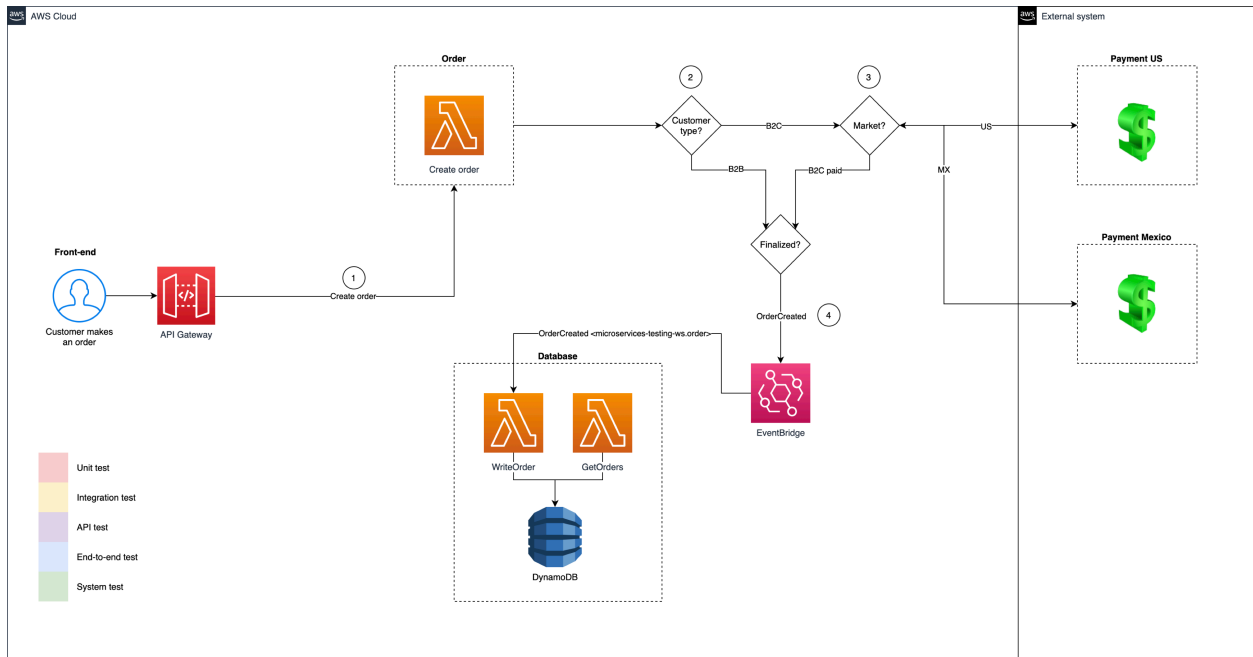 aws
AWS Cloud
aws
External system
Order
Create order
2
Customer
type?
B2C
3
Market?
US
Payment US
B2B
B2C paid
MX
Finalized?
Payment Mexico
Front-end
Customer makes
an order
API Gateway
1
Create order
OrderCreated
4
OrderCreated <microservices-testing-ws.order>
EventBridge
Database
WriteOrder
GetOrders
DynamoDB
Unit test
Integration test
API test
End-to-end test
System test